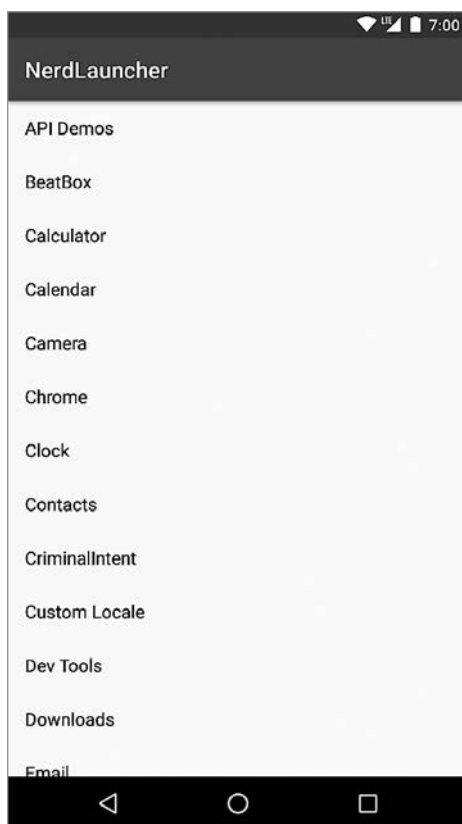 LTE 7:00
NerdLauncher
API Demos
BeatBox
Calculator
Calendar
Camera
Chrome
Clock
Contacts
CriminalIntent
Custom Locale
Dev Tools
Downloads
Email